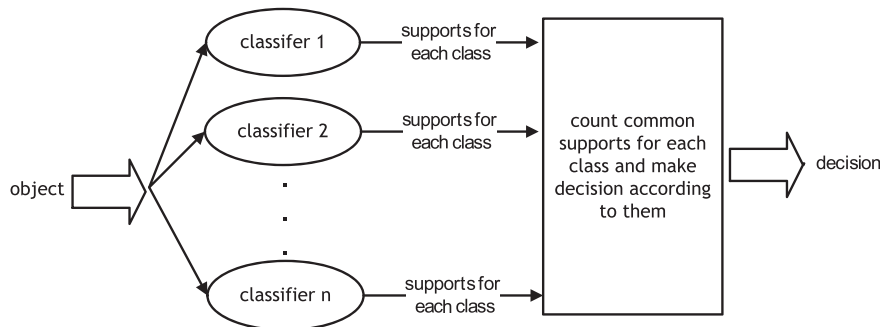 object
classifer 1
supports for
each class
classifier 2
supports for
each class
classifier n
supports for
each class
count common
supports for each
class and make
decision according
to them
decision